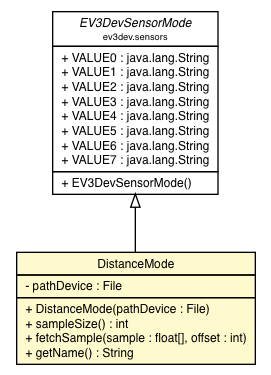 EV3DevSensorMode
ev3dev.sensors
+ VALUE0 : java.lang.String
+ VALUE1 : java.lang.String
+ VALUE2 : java.lang.String
+ VALUE3 : java.lang.String
+ VALUE4 : java.lang.String
+ VALUE5 : java.lang.String
+ VALUE6 : java.lang.String
+ VALUE7 : java.lang.String
+ EV3DevSensorMode()
DistanceMode
- pathDevice : File
+ DistanceMode(pathDevice : File)
+ sampleSize() : int
+ fetchSample(sample : float[], offset : int)
+ getName() : String